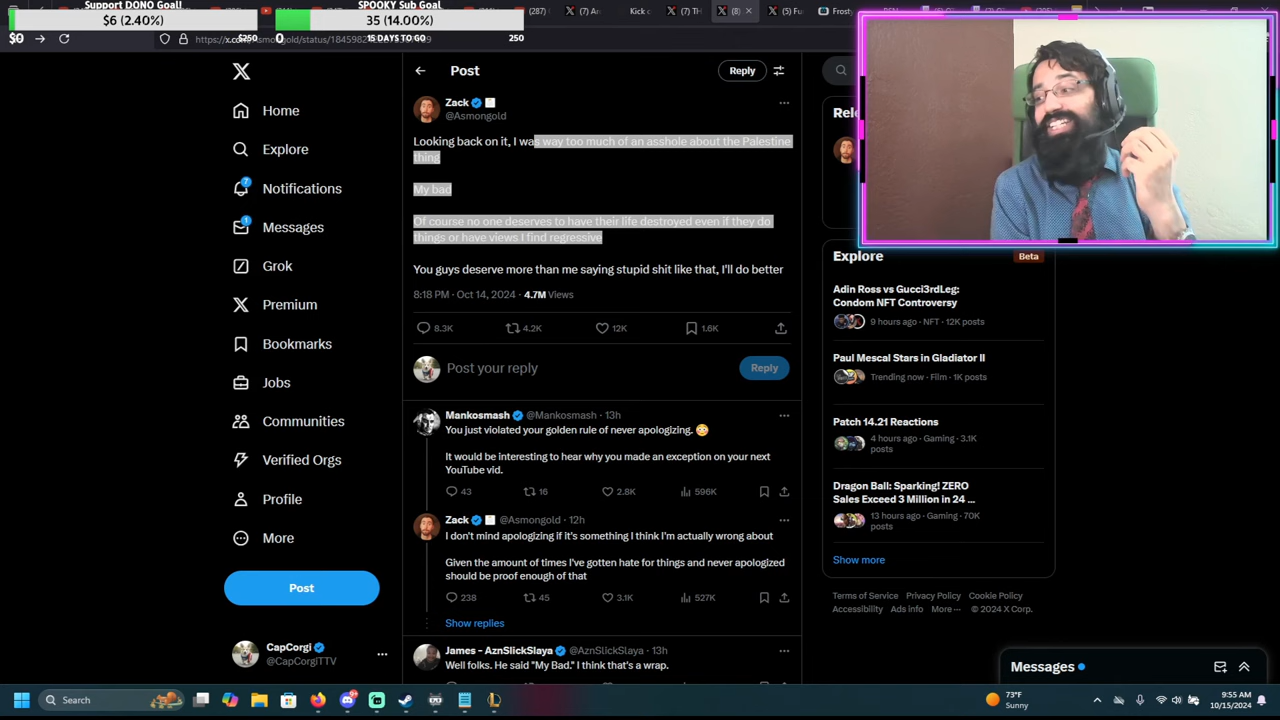 Support DONO Goal!
$6 (2.40%)
$0
$250
SPOOKY Sub Goal!
35 (14.00%)
0
15 DAYS TO GO
250
Home
Explore
Notifications
7
Messages
1
Grok
Premium
Bookmarks
Jobs
Communities
Verified Orgs
Profile
More
Post
CapCorgi
@CapCorgiTTV
Post
Reply
Zack
@Asmongold
Looking back on it, I was way too much of an asshole about the Palestine
thing
My bad
Of course no one deserves to have their life destroyed even if they do
things or have views I find regressive
You guys deserve more than me saying stupid shit like that, I'll do better
8:18 PM · Oct 14, 2024 · 4.7M Views
8.3K 4.2K 12K 1.6K
Post your reply
Reply
Mankosmash @Mankosmash · 13h
You just violated your golden rule of never apologizing. 😳
It would be interesting to hear why you made an exception on your next
YouTube vid.
43 16 2.8K 596K
Zack @Asmongold · 12h
I don't mind apologizing if it's something I think I'm actually wrong about
Given the amount of times I've gotten hate for things and never apologized
should be proof enough of that
238 45 3.1K 527K
Show replies
James - AznSlickSlaya @AznSlickSlaya · 13h
Well folks. He said "My Bad." I think that's a wrap.
Explore
Beta
Adin Ross vs Gucci3rdLeg:
Condom NFT Controversy
9 hours ago · NFT · 12K posts
Paul Mescal Stars in Gladiator II
Trending now · Film · 1K posts
Patch 14.21 Reactions
4 hours ago · Gaming · 3.1K
posts
Dragon Ball: Sparking! ZERO
Sales Exceed 3 Million in 24 ...
13 hours ago · Gaming · 70K
posts
Show more
Terms of Service Privacy Policy Cookie Policy
Accessibility Ads info More ··· © 2024 X Corp.
Messages
Search
73°F
Sunny
9:55 AM
10/15/2024